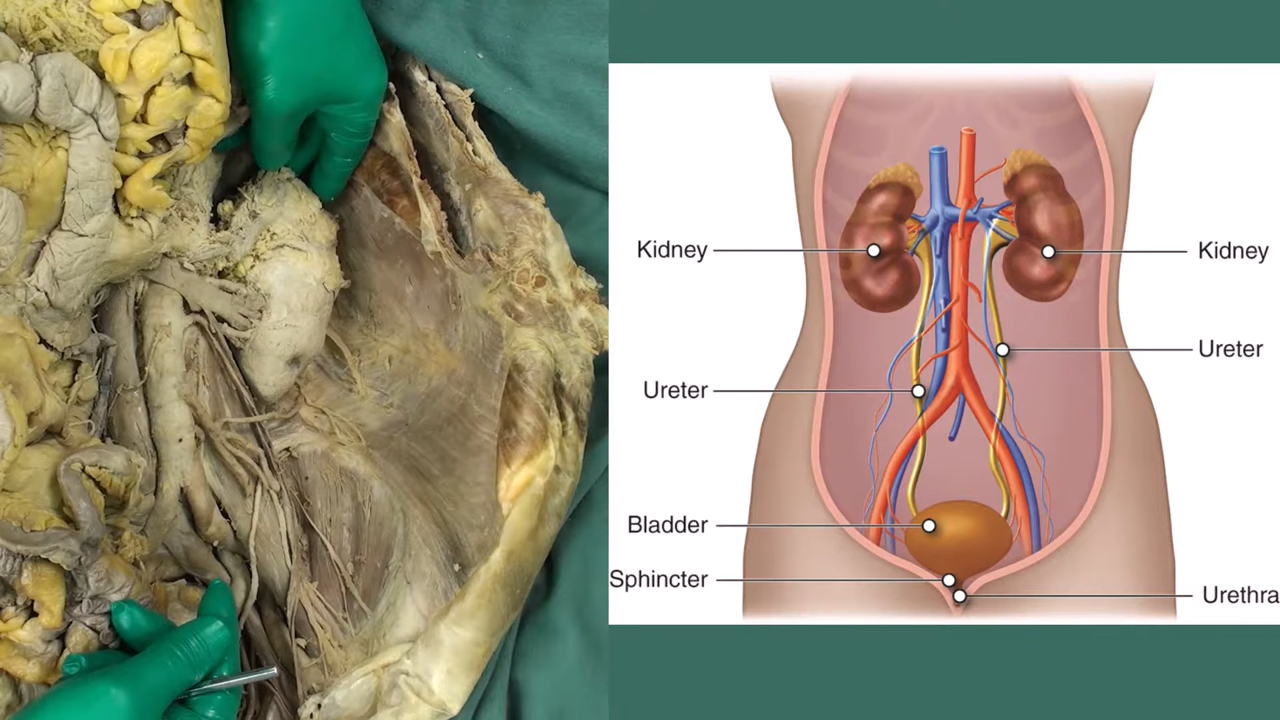 Kidney
Kidney
Ureter
Ureter
Bladder
Sphincter
Urethra